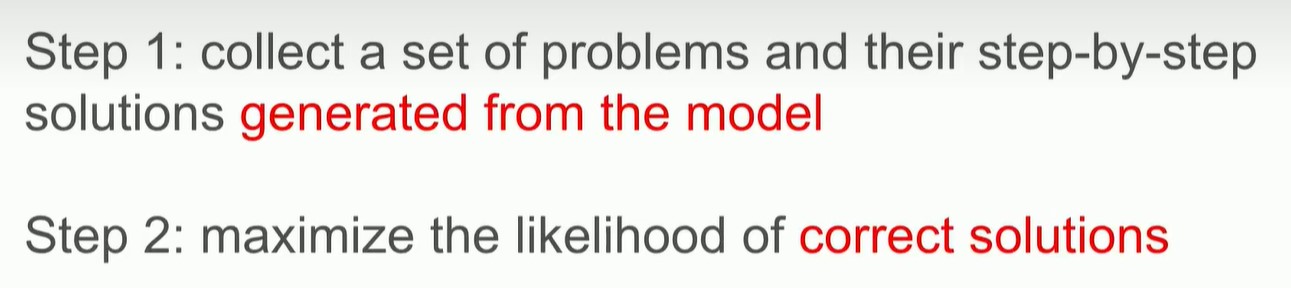 Step 1: collect a set of problems and their step-by-step
solutions generated from the model
Step 2: maximize the likelihood of correct solutions